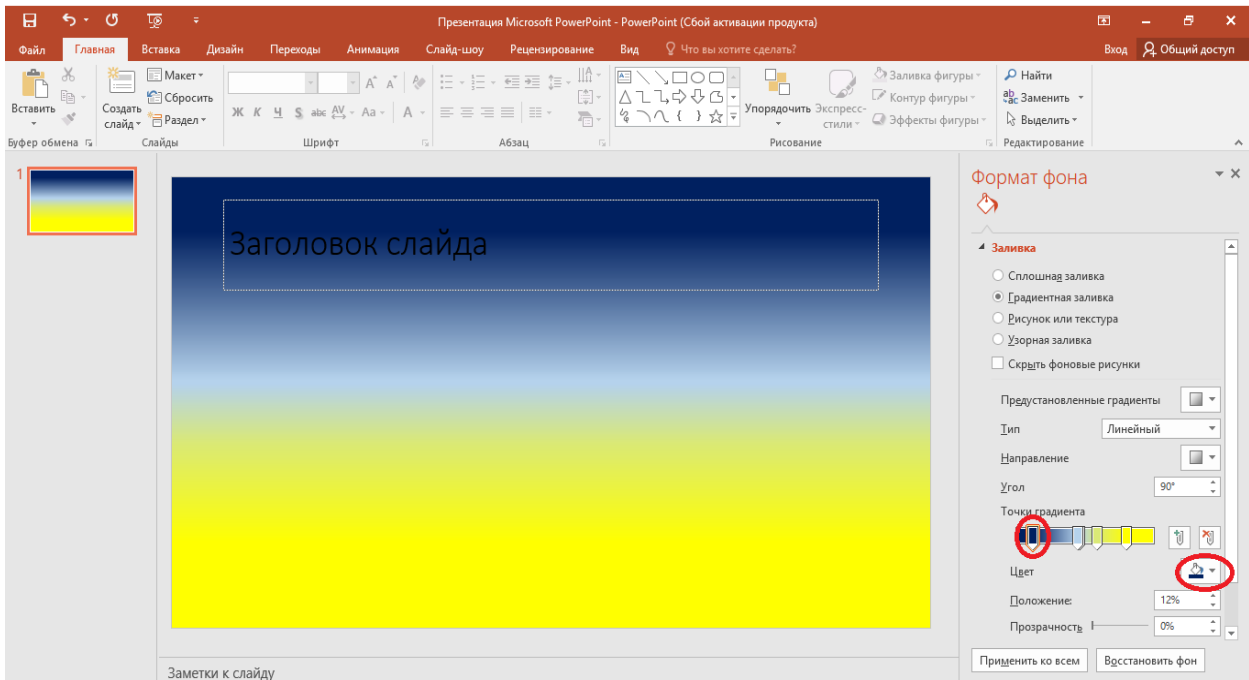 Презентация Microsoft PowerPoint - PowerPoint (Сбой активации продукта)
Файл Главная Вставка Дизайн Переходы Анимация Слайд-шоу Рецензирование Вид Что вы хотите сделать? Вход Общий доступ
Вставить
Создать слайд
Макет
Сбросить
Раздел
Ж К Ч S abc AV Aa А
Упорядочить
Экспресс-стили
Заливка фигуры
Контур фигуры
Эффекты фигуры
Найти
Заменить
Выделить
Буфер обмена Слайды Шрифт Абзац Рисование Редактирование
1
Заголовок слайда
Заметки к слайду
Формат фона
Заливка
Сплошная заливка
Градиентная заливка
Рисунок или текстура
Узорная заливка
Скрыть фоновые рисунки
Предустановленные градиенты
Тип Линейный
Направление
Угол 90°
Точки градиента
Цвет
Положение: 12%
Прозрачность 0%
Применить ко всем Восстановить фон